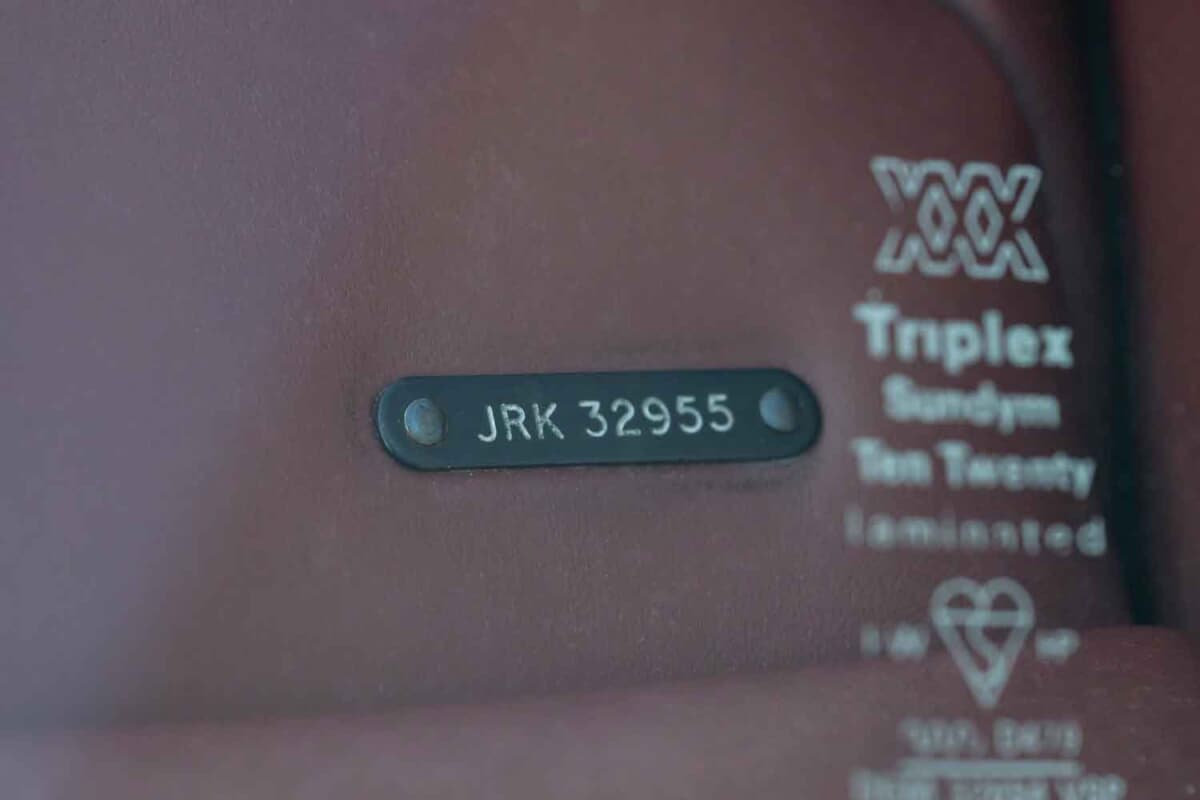 JRK 32955
Triplex
Sundym
Ten Twenty
laminated